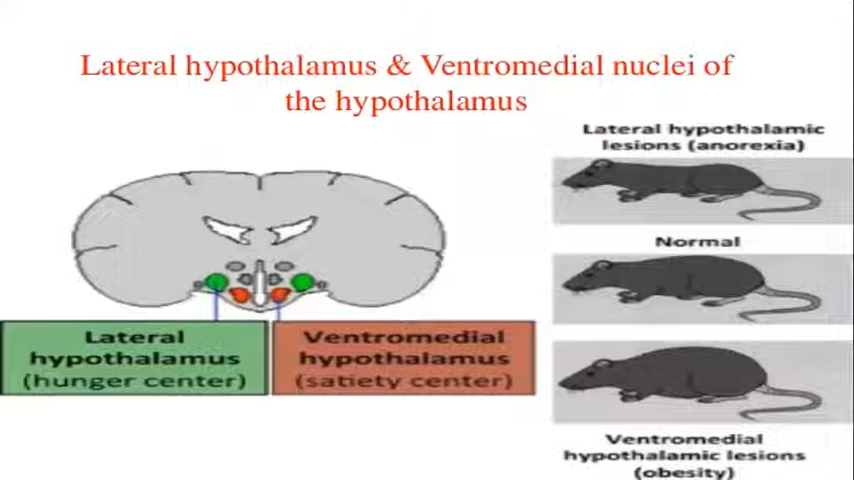 Lateral hypothalamus & Ventromedial nuclei of
the hypothalamus
Lateral hypothalamic
lesions (anorexia)
Normal
Lateral
hypothalamus
(hunger center)
Ventromedial
hypothalamus
(satiety center)
Ventromedial
hypothalamic lesions
(obesity)